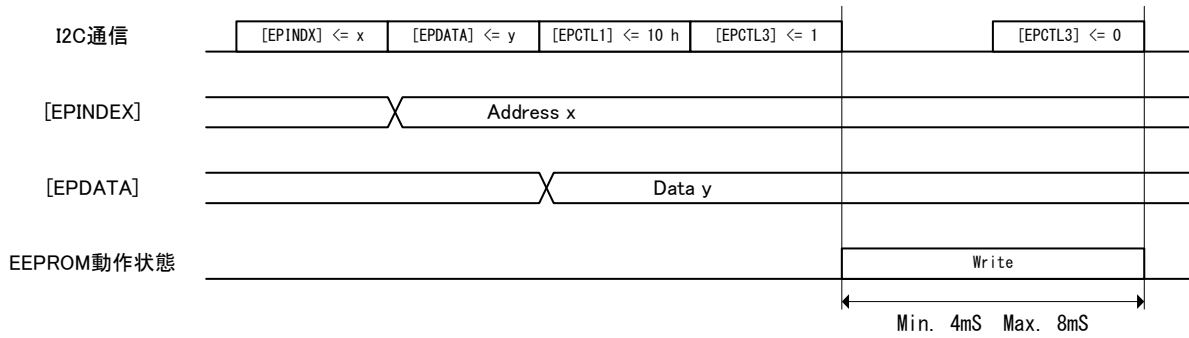 I2C通信 [EPINDX] <= x [EPDATA] <= y [EPCTL1] <= 10 h [EPCTL3] <= 1 [EPCTL3] <= 0
[EPINDEX] Address x
[EPDATA] Data y
EEPROM動作状態 Write
Min. 4mS Max. 8mS